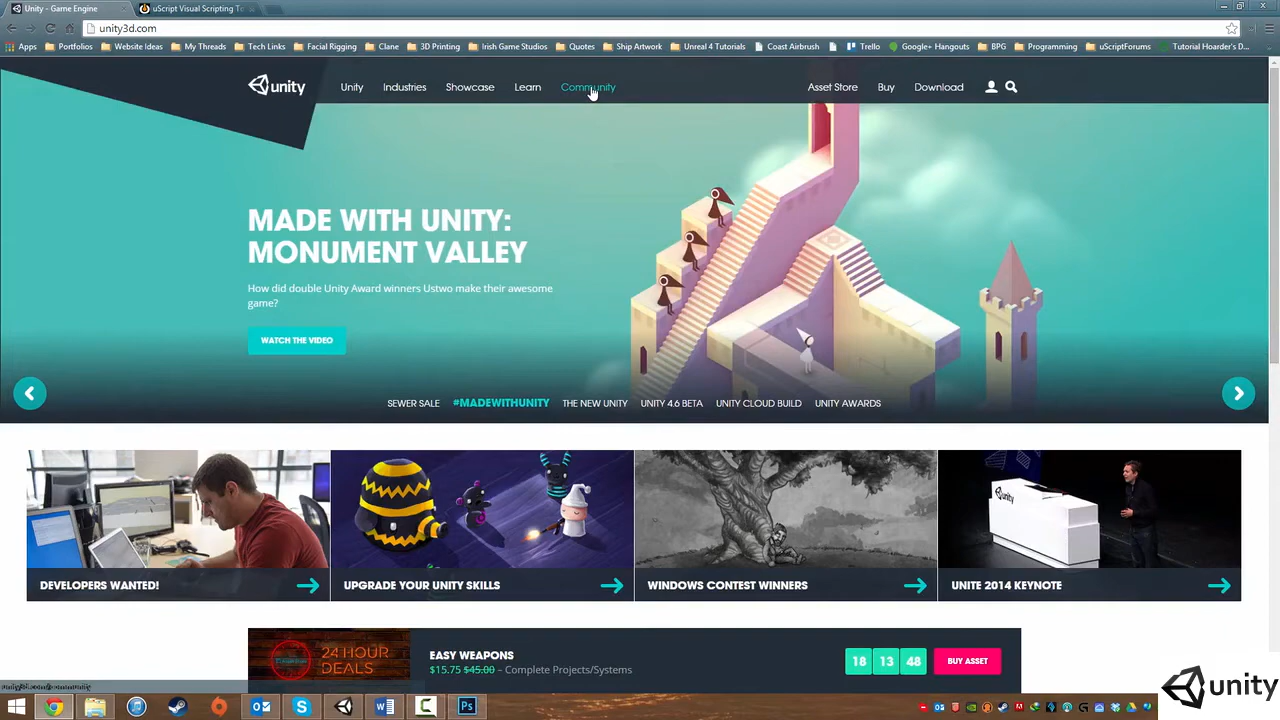 Unity - Game Engine
uScript Visual Scripting
unity3d.com
Apps Portfolios Website Ideas My Threads Tech Links Facial Rigging Clane 3D Printing Irish Game Studios Quotes Ship Artwork Unreal 4 Tutorials Coast Airbrush Trello Google+ Hangouts BPG Programming uScriptForums Tutorial Hoarder's D...
unity Unity Industries Showcase Learn Community Asset Store Buy Download
MADE WITH UNITY:
MONUMENT VALLEY
How did double Unity Award winners Ustwo make their awesome
game?
WATCH THE VIDEO
SEWER SALE #MADEWITHUNITY THE NEW UNITY UNITY 4.6 BETA UNITY CLOUD BUILD UNITY AWARDS
unity
DEVELOPERS WANTED! UPGRADE YOUR UNITY SKILLS WINDOWS CONTEST WINNERS UNITE 2014 KEYNOTE
24 HOUR
DEALS
EASY WEAPONS
$15.75 $45.00 – Complete Projects/Systems
18 13 48 BUY ASSET
Ps
unity